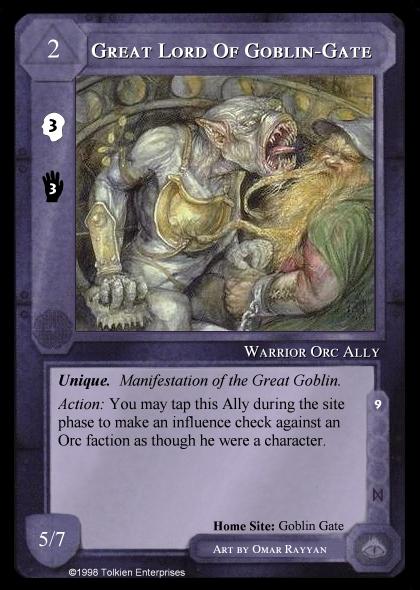 2
GREAT LORD OF GOBLIN-GATE
3
3
WARRIOR ORC ALLY
Unique. Manifestation of the Great Goblin.
Action: You may tap this Ally during the site
phase to make an influence check against an
Orc faction as though he were a character.
9
Home Site: Goblin Gate
5/7
ART BY OMAR RAYYAN
©1998 Tolkien Enterprises